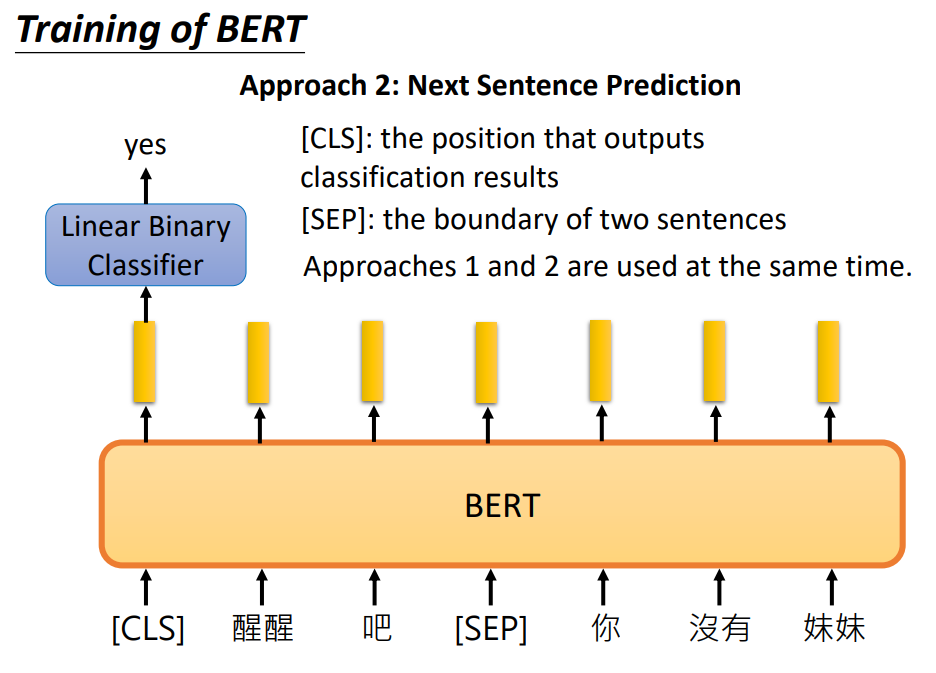 Training of BERT
Approach 2: Next Sentence Prediction
yes
[CLS]: the position that outputs
classification results
[SEP]: the boundary of two sentences
Approaches 1 and 2 are used at the same time.
Linear Binary
Classifier
BERT
[CLS] 醒醒 吧 [SEP] 你 沒有 妹妹